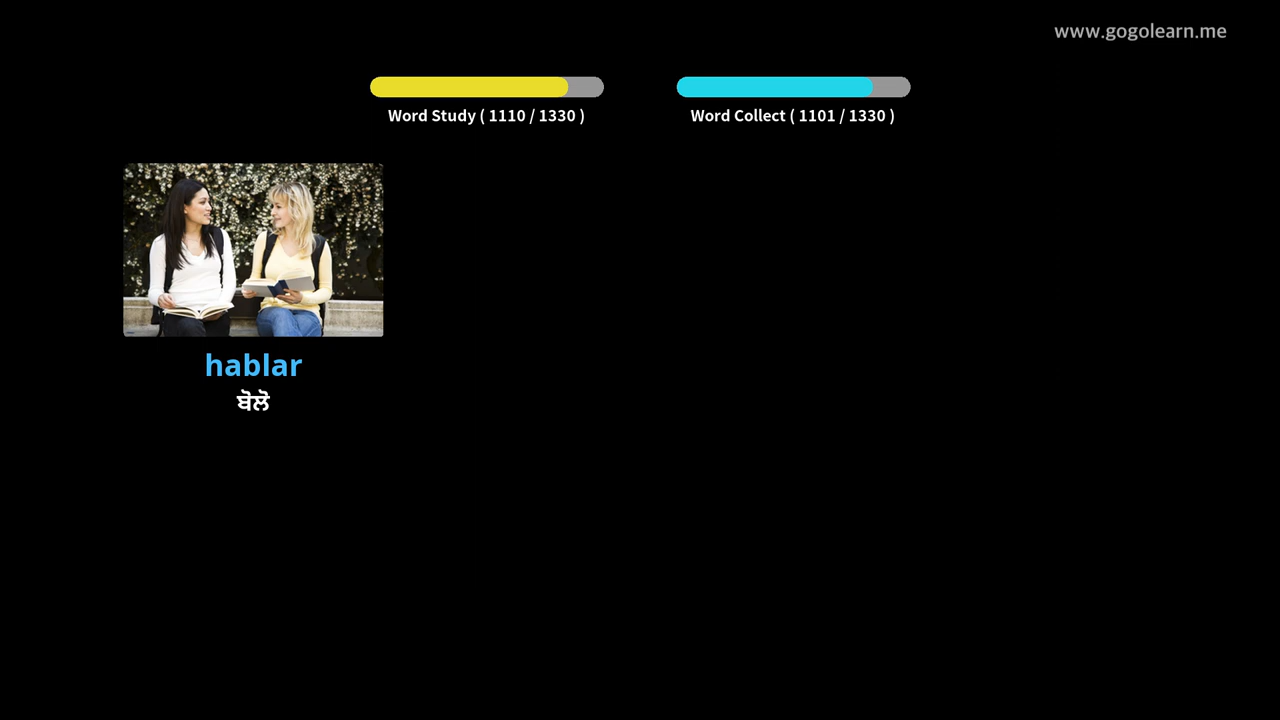 www.gogolearn.me
Word Study ( 1110 / 1330 )
Word Collect ( 1101 / 1330 )
hablar
ਬੋਲੋ